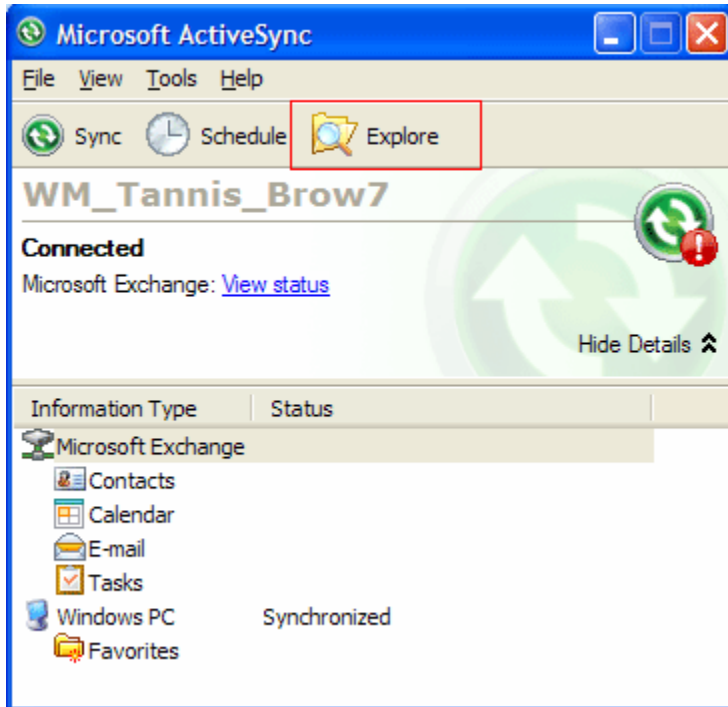 Microsoft ActiveSync
File View Tools Help
Sync Schedule Explore
WM_Tannis_Brow7
Connected
Microsoft Exchange: View status
Hide Details
Information Type Status
Microsoft Exchange
Contacts
Calendar
E-mail
Tasks
Windows PC Synchronized
Favorites